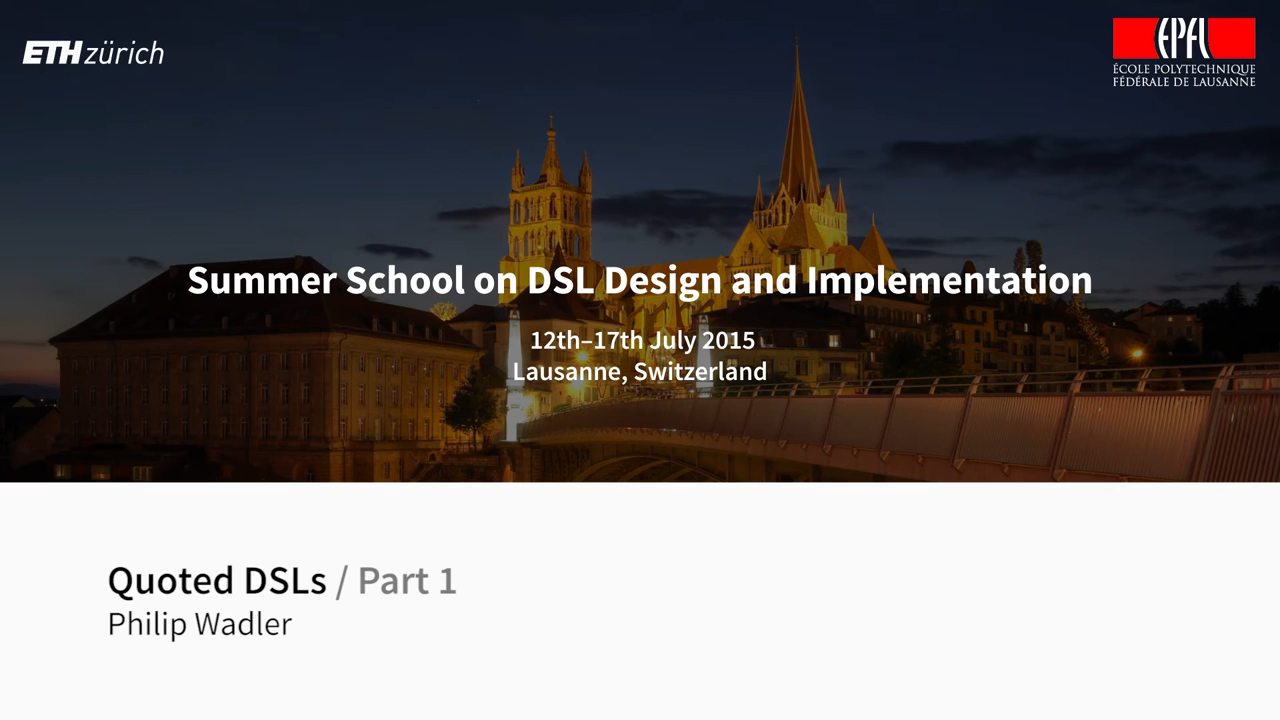 ETH zürich
EPFL
ÉCOLE POLYTECHNIQUE
FÉDÉRALE DE LAUSANNE
Summer School on DSL Design and Implementation
12th–17th July 2015
Lausanne, Switzerland
Quoted DSLs / Part 1
Philip Wadler